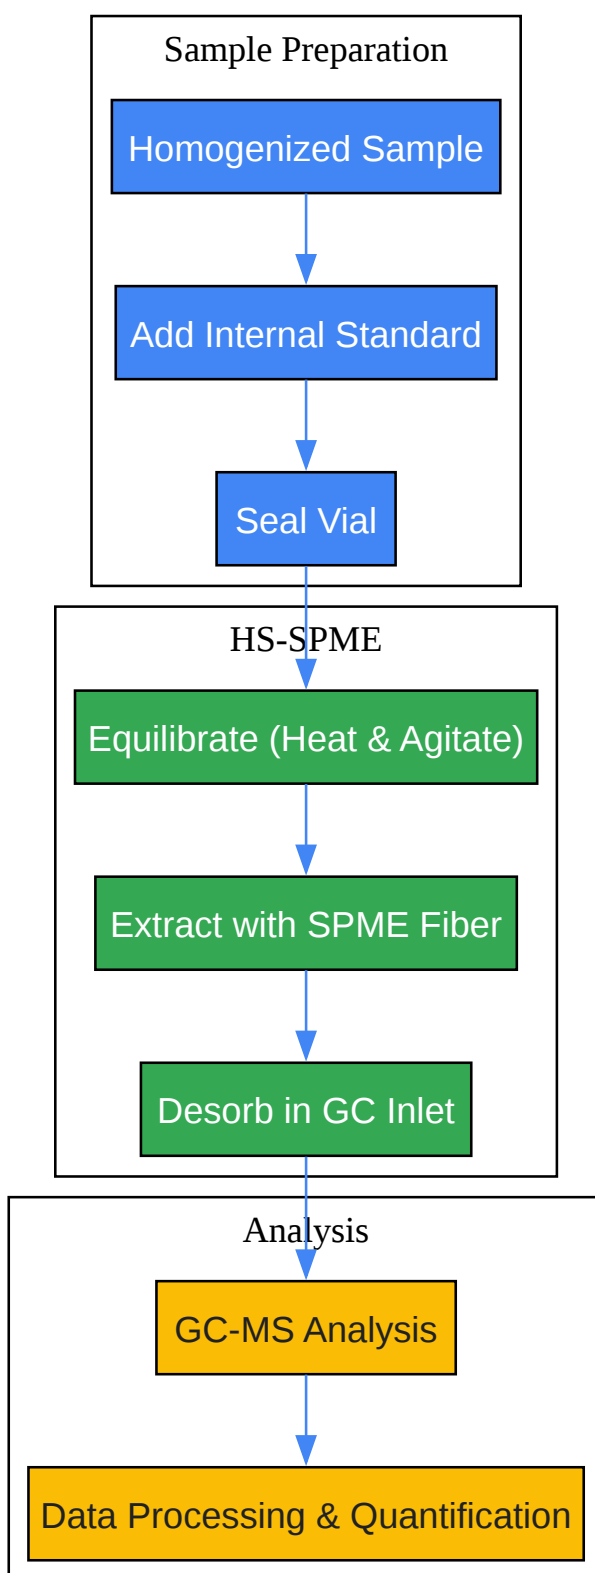 Sample Preparation
Homogenized Sample
Add Internal Standard
Seal Vial
HS-SPME
Equilibrate (Heat & Agitate)
Extract with SPME Fiber
Desorb in GC Inlet
Analysis
GC-MS Analysis
Data Processing & Quantification